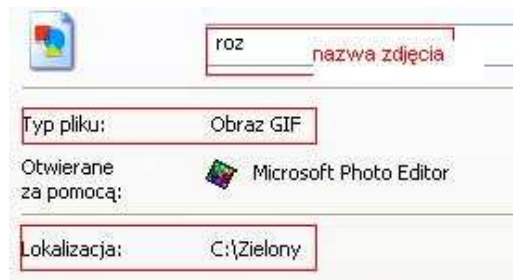 roz nazwa zdjęcia
Typ pliku: Obraz GIF
Otwierane
za pomocą: Microsoft Photo Editor
Lokalizacja: C:\Zielony